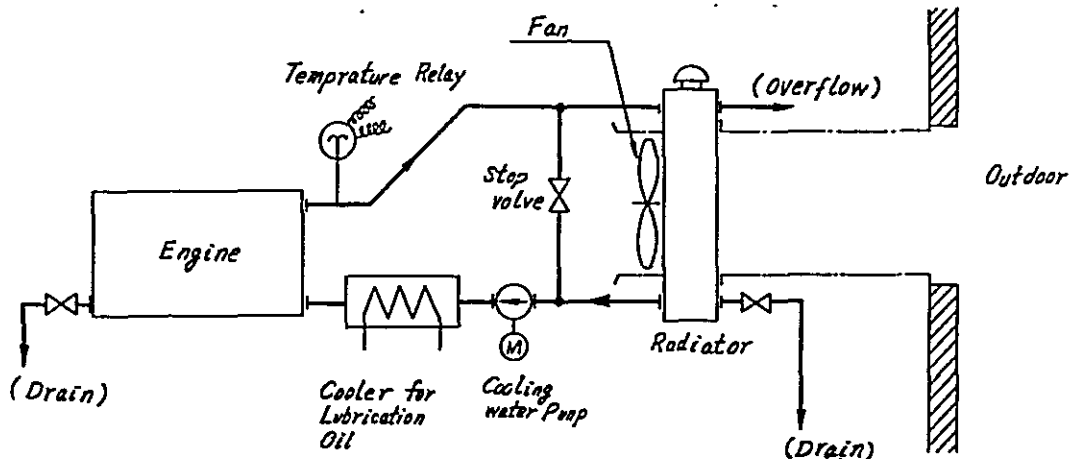 Fan
Temprature Relay
(Overflow)
Stop
volve
Outdoor
Engine
M
Radiator
(Drain)
Cooler for
Lubrication
Oil
Cooling
water Pump
(Drain)